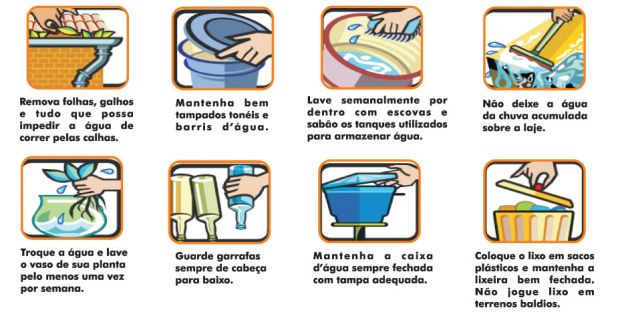 Remova folhas, galhos
e tudo que possa
impedir a água de
correr pelas calhas.
Mantenha bem
tampados tonéis e
barris d'água.
Lave semanalmente por
dentro com escovas e
sabão os tanques utilizados
para armazenar água.
Não deixe a água
da chuva acumulada
sobre a laje.
Troque a água e lave
o vaso de sua planta
pelo menos uma vez
por semana.
Guarde garrafas
sempre de cabeça
para baixo.
Mantenha a caixa
d'água sempre fechada
com tampa adequada.
Coloque o lixo em sacos
plásticos e mantenha a
lixeira bem fechada.
Não jogue lixo em
terrenos baldios.